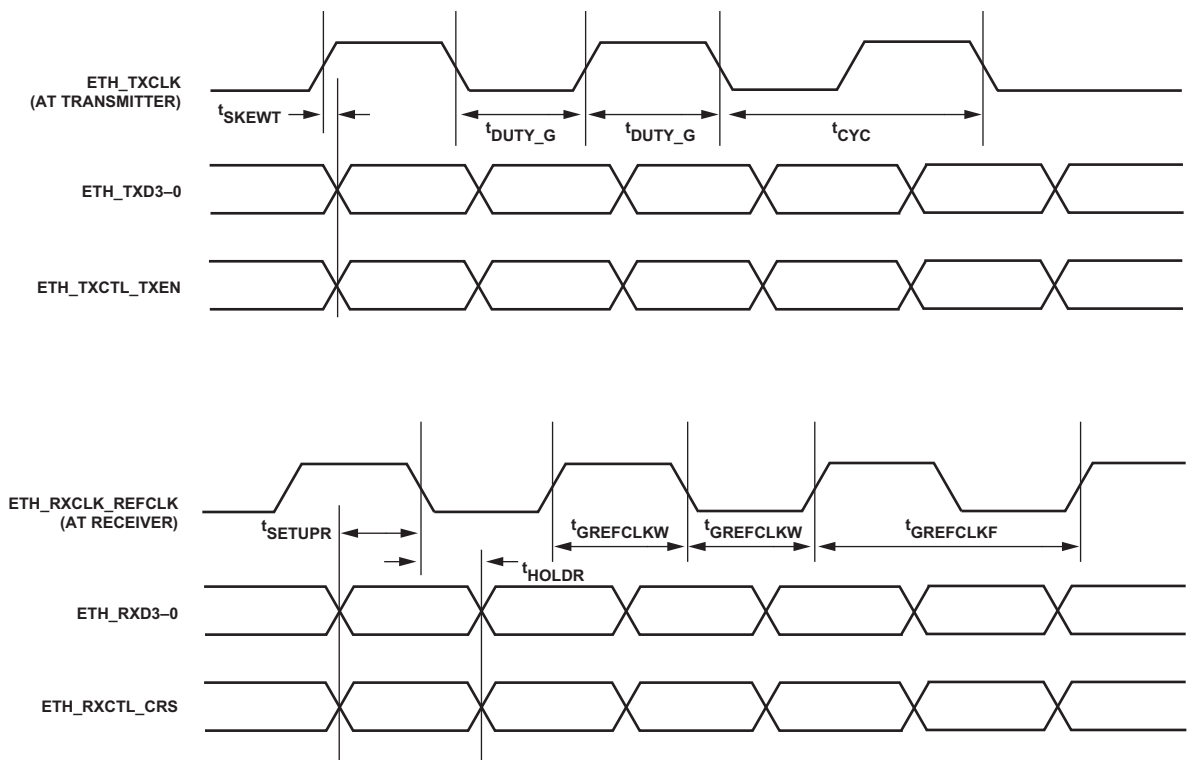 ETH_TXCLK
(AT TRANSMITTER)
tSKEWT
tDUTY_G
tDUTY_G
tCYC
ETH_TXD3–0
ETH_TXCTL_TXEN
ETH_RXCLK_REFCLK
(AT RECEIVER)
tSETUPR
tGREFCLKW
tGREFCLKW
tGREFCLKF
tHOLDR
ETH_RXD3–0
ETH_RXCTL_CRS